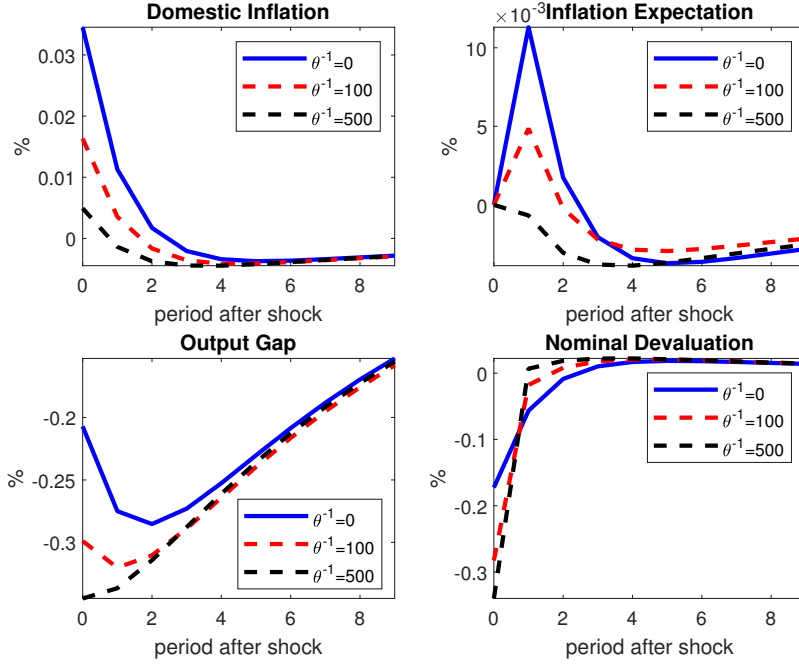 Domestic Inflation
0.03
0.02
0.01
0
%
θ⁻¹=0
θ⁻¹=100
θ⁻¹=500
0 2 4 6 8
period after shock
×10⁻³ Inflation Expectation
10
5
0
%
θ⁻¹=0
θ⁻¹=100
θ⁻¹=500
0 2 4 6 8
period after shock
Output Gap
-0.2
-0.25
-0.3
%
θ⁻¹=0
θ⁻¹=100
θ⁻¹=500
0 2 4 6 8
period after shock
Nominal Devaluation
0
-0.1
-0.2
-0.3
%
θ⁻¹=0
θ⁻¹=100
θ⁻¹=500
0 2 4 6 8
period after shock